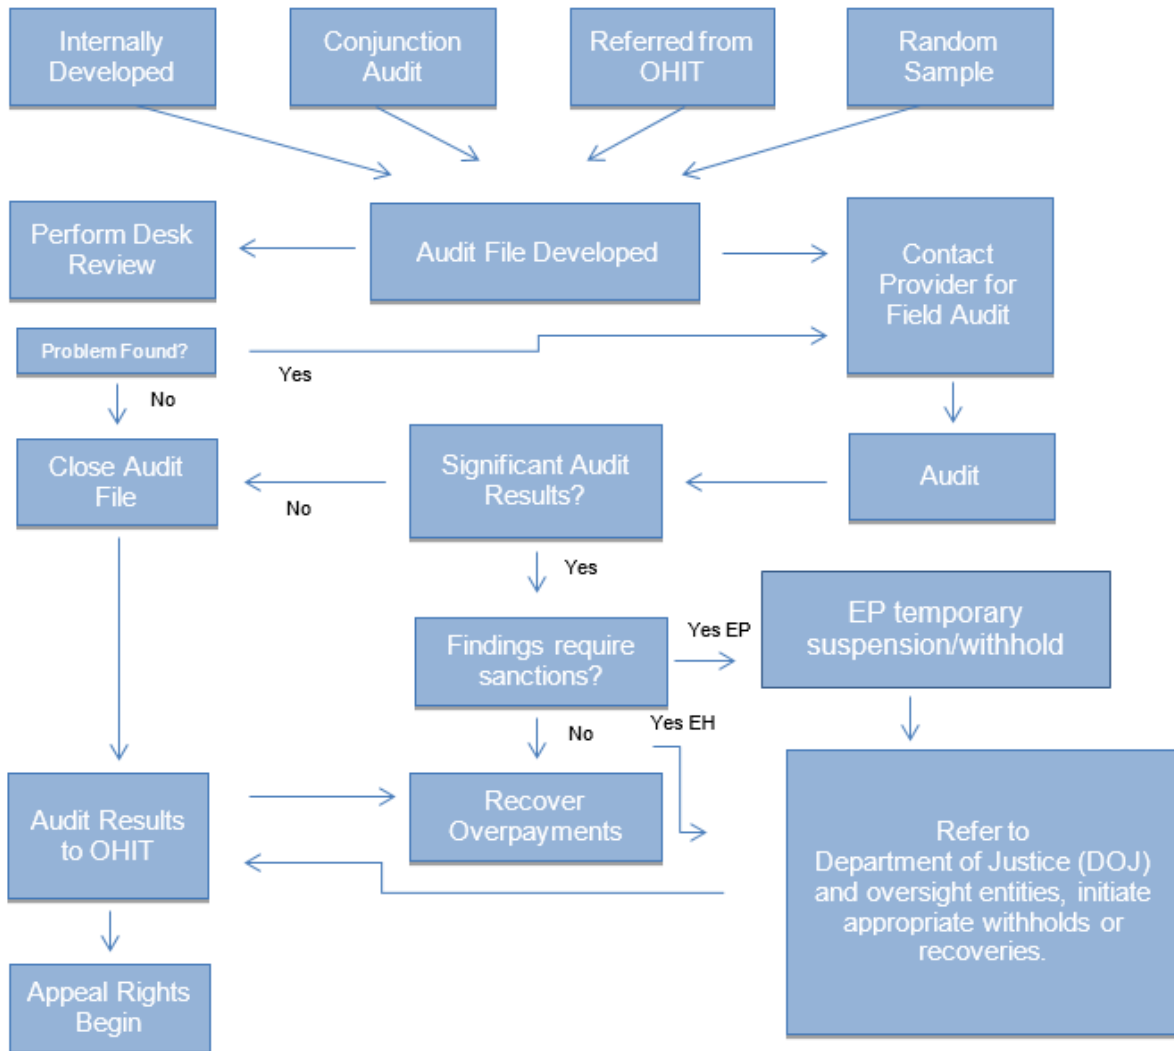 Internally
Developed
Conjunction
Audit
Referred from
OHIT
Random
Sample
Perform Desk
Review
Audit File Developed
Contact
Provider for
Field Audit
Problem Found?
Yes
No
Close Audit
File
No
Significant Audit
Results?
Audit
Yes
Findings require
sanctions?
Yes EP
EP temporary
suspension/withhold
No
Yes EH
Audit Results
to OHIT
Recover
Overpayments
Refer to
Department of Justice (DOJ)
and oversight entities, initiate
appropriate withholds or
recoveries.
Appeal Rights
Begin